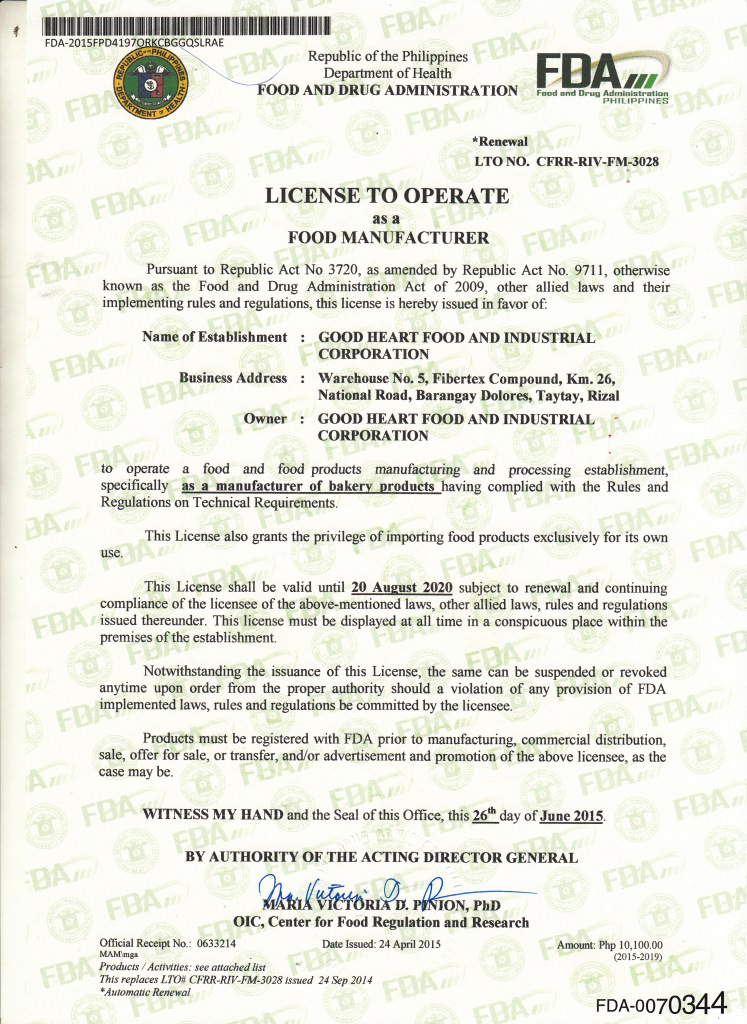 FDA-2015FPD4197QRKCBGGQSLRAE
REPUBLIC OF THE PHILIPPINES
DEPARTMENT OF HEALTH
Republic of the Philippines
Department of Health
FOOD AND DRUG ADMINISTRATION
FDA
Food and Drug Administration
PHILIPPINES
*Renewal
LTO NO. CFRR-RIV-FM-3028
LICENSE TO OPERATE
as a
FOOD MANUFACTURER
Pursuant to Republic Act No 3720, as amended by Republic Act No. 9711, otherwise
known as the Food and Drug Administration Act of 2009, other allied laws and their
implementing rules and regulations, this license is hereby issued in favor of:
Name of Establishment : GOOD HEART FOOD AND INDUSTRIAL
CORPORATION
Business Address : Warehouse No. 5, Fibertex Compound, Km. 26,
National Road, Barangay Dolores, Taytay, Rizal
Owner : GOOD HEART FOOD AND INDUSTRIAL
CORPORATION
to operate a food and food products manufacturing and processing establishment,
specifically as a manufacturer of bakery products having complied with the Rules and
Regulations on Technical Requirements.
This License also grants the privilege of importing food products exclusively for its own
use.
This License shall be valid until 20 August 2020 subject to renewal and continuing
compliance of the licensee of the above-mentioned laws, other allied laws, rules and regulations
issued thereunder. This license must be displayed at all time in a conspicuous place within the
premises of the establishment.
Notwithstanding the issuance of this License, the same can be suspended or revoked
anytime upon order from the proper authority should a violation of any provision of FDA
implemented laws, rules and regulations be committed by the licensee.
Products must be registered with FDA prior to manufacturing, commercial distribution,
sale, offer for sale, or transfer, and/or advertisement and promotion of the above licensee, as the
case may be.
WITNESS MY HAND and the Seal of this Office, this 26th day of June 2015.
BY AUTHORITY OF THE ACTING DIRECTOR GENERAL
MARIA VICTORIA D. PINION, PhD
OIC, Center for Food Regulation and Research
Official Receipt No.: 0633214 Date Issued: 24 April 2015 Amount: Php 10,100.00
MAM\mga (2015-2019)
Products / Activities: see attached list
This replaces LTO# CFRR-RIV-FM-3028 issued 24 Sep 2014
*Automatic Renewal
FDA-0070344